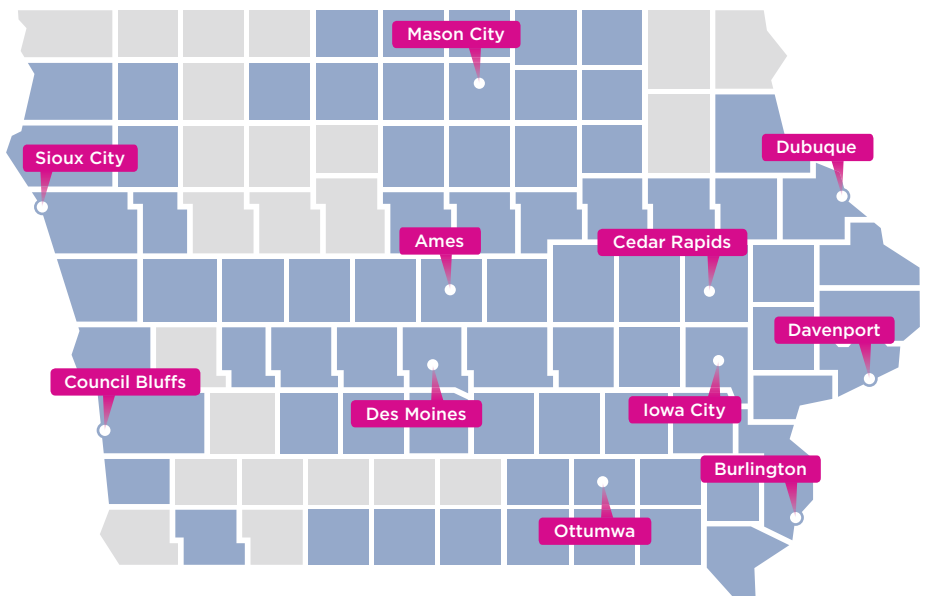 Mason City
Dubuque
Sioux City
Ames
Cedar Rapids
Davenport
Council Bluffs
Des Moines
Iowa City
Burlington
Ottumwa